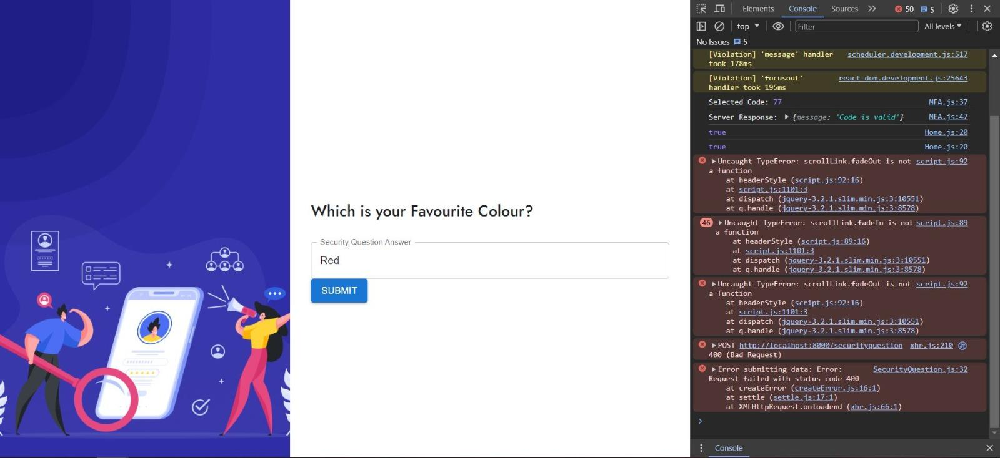 Elements Console Sources 50 5
top Filter All levels
No Issues 5
[Violation] 'message' handler scheduler.development.js:517
took 178ms
[Violation] 'focusout' react-dom.development.js:25643
handler took 195ms
Selected Code: 77 MFA.js:37
Server Response: {message: 'Code is valid'} MFA.js:47
true Home.js:20
true Home.js:20
Uncaught TypeError: scrollLink.fadeOut is not script.js:92
a function
at headerStyle (script.js:92:16)
at script.js:1101:3
at dispatch (jquery-3.2.1.slim.min.js:3:10551)
at q.handle (jquery-3.2.1.slim.min.js:3:8578)
46 Uncaught TypeError: scrollLink.fadeIn is not script.js:89
a function
at headerStyle (script.js:89:16)
at script.js:1101:3
at dispatch (jquery-3.2.1.slim.min.js:3:10551)
at q.handle (jquery-3.2.1.slim.min.js:3:8578)
Uncaught TypeError: scrollLink.fadeOut is not script.js:92
a function
at headerStyle (script.js:92:16)
at script.js:1101:3
at dispatch (jquery-3.2.1.slim.min.js:3:10551)
at q.handle (jquery-3.2.1.slim.min.js:3:8578)
POST http://localhost:8000/securityquestion xhr.js:210
400 (Bad Request)
Error submitting data: Error: SecurityQuestion.js:32
Request failed with status code 400
at createError (createError.js:16:1)
at settle (settle.js:17:1)
at XMLHttpRequest.onloadend (xhr.js:66:1)
Console
Which is your Favourite Colour?
Security Question Answer
Red
SUBMIT